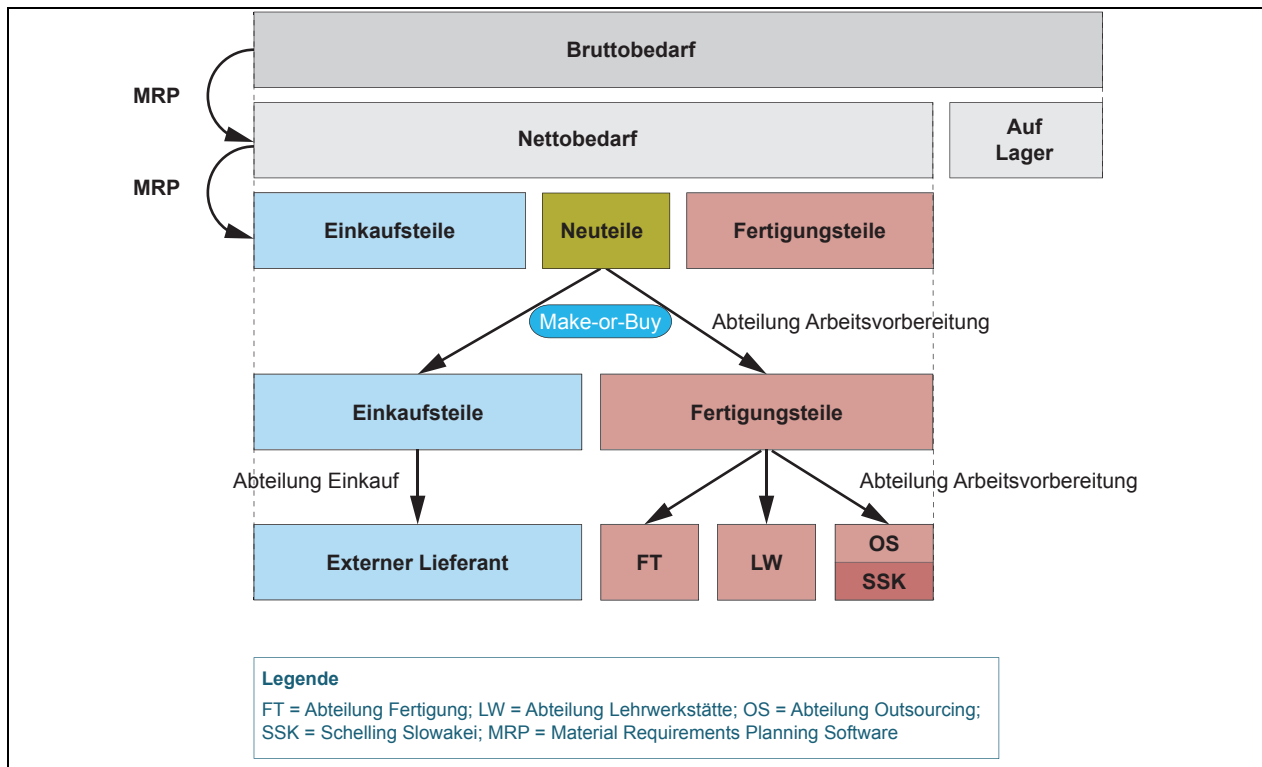 Bruttobedarf
MRP
Nettobedarf
Auf
Lager
MRP
Einkaufsteile
Neuteile
Fertigungsteile
Make-or-Buy
Abteilung Arbeitsvorbereitung
Einkaufsteile
Fertigungsteile
Abteilung Einkauf
Abteilung Arbeitsvorbereitung
Externer Lieferant
FT
LW
OS
SSK
Legende
FT = Abteilung Fertigung; LW = Abteilung Lehrwerkstätte; OS = Abteilung Outsourcing;
SSK = Schelling Slowakei; MRP = Material Requirements Planning Software